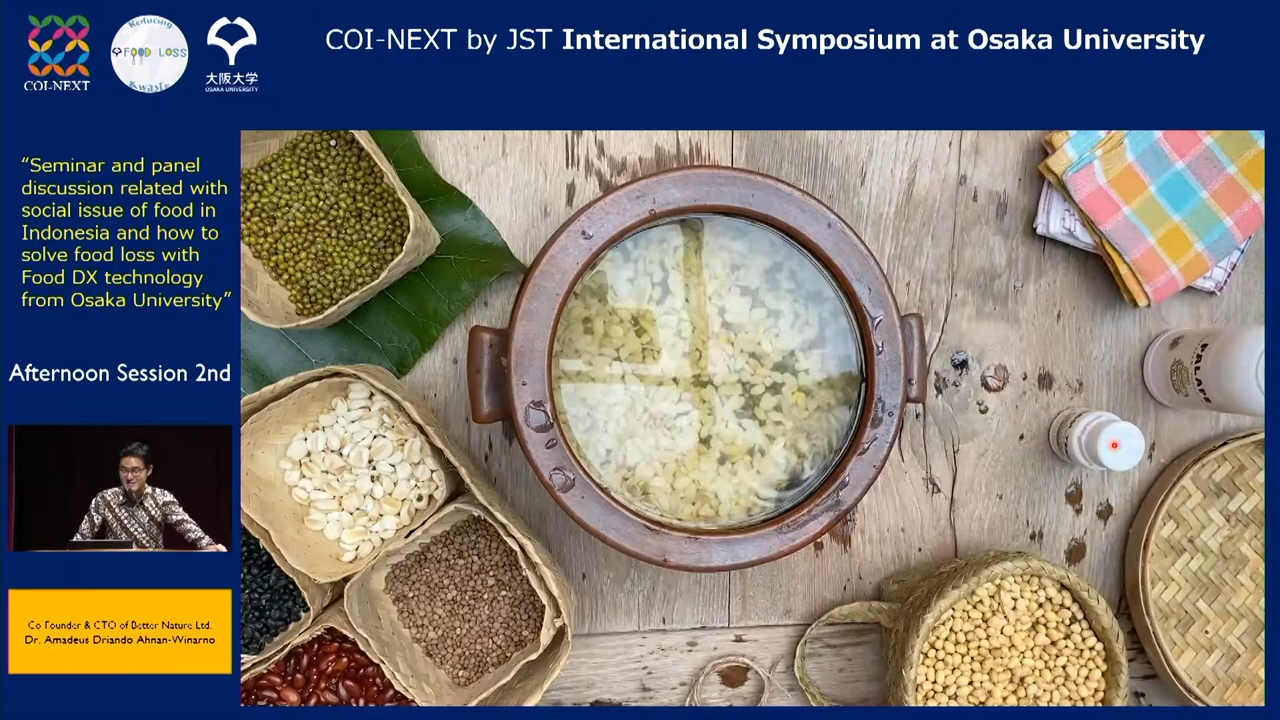 COI-NEXT
Reducing
FOOD LOSS
&waste
大阪大学
OSAKA UNIVERSITY
COI-NEXT by JST International Symposium at Osaka University
“Seminar and panel
discussion related with
social issue of food in
Indonesia and how to
solve food loss with
Food DX technology
from Osaka University”
Afternoon Session 2nd
Co Founder & CTO of Better Nature Ltd.
Dr. Amadeus Driando Ahnan-Winarno